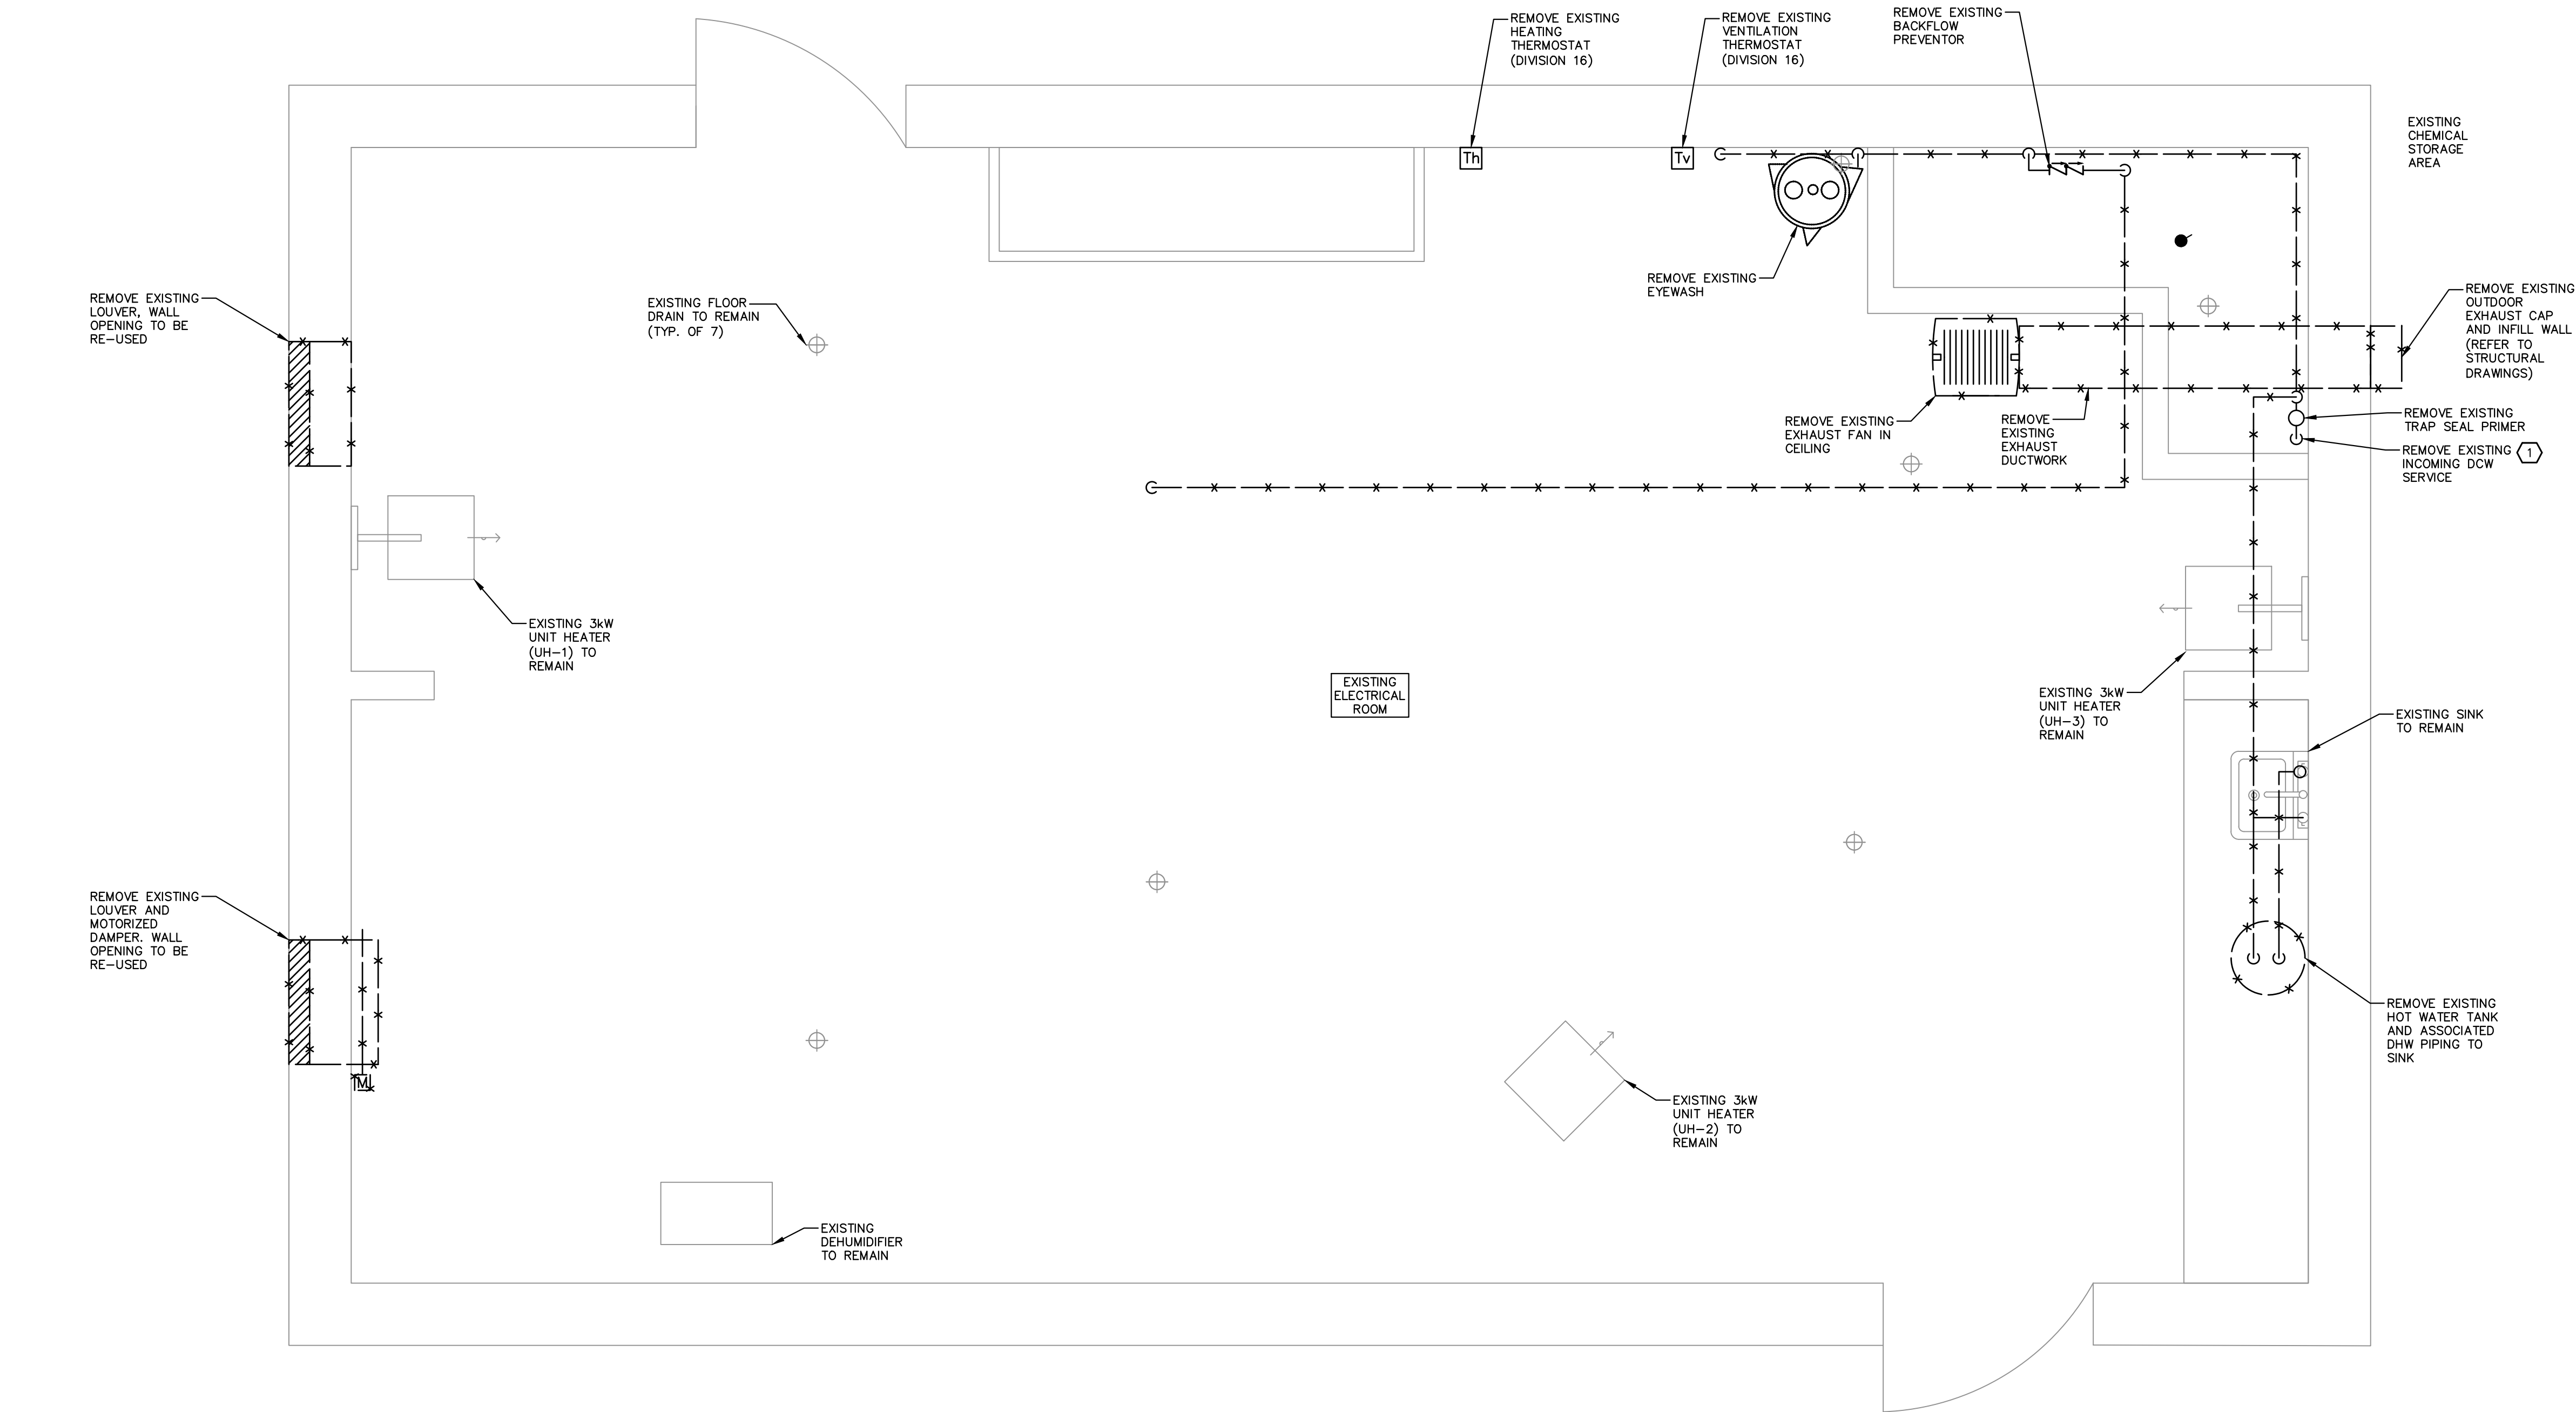 REMOVE EXISTING
HEATING
THERMOSTAT
(DIVISION 16)
REMOVE EXISTING
VENTILATION
THERMOSTAT
(DIVISION 16)
REMOVE EXISTING
BACKFLOW
PREVENTOR
EXISTING
CHEMICAL
STORAGE
AREA
Th
Tv
REMOVE EXISTING
EYEWASH
REMOVE EXISTING
LOUVER, WALL
OPENING TO BE
RE-USED
EXISTING FLOOR
DRAIN TO REMAIN
(TYP. OF 7)
REMOVE EXISTING
OUTDOOR
EXHAUST CAP
AND INFILL WALL
(REFER TO
STRUCTURAL
DRAWINGS)
REMOVE EXISTING
EXHAUST FAN IN
CEILING
REMOVE
EXISTING
EXHAUST
DUCTWORK
REMOVE EXISTING
TRAP SEAL PRIMER
REMOVE EXISTING 1
INCOMING DCW
SERVICE
EXISTING 3kW
UNIT HEATER
(UH-1) TO
REMAIN
EXISTING
ELECTRICAL
ROOM
EXISTING 3kW
UNIT HEATER
(UH-3) TO
REMAIN
EXISTING SINK
TO REMAIN
REMOVE EXISTING
LOUVER AND
MOTORIZED
DAMPER. WALL
OPENING TO BE
RE-USED
M
REMOVE EXISTING
HOT WATER TANK
AND ASSOCIATED
DHW PIPING TO
SINK
EXISTING 3kW
UNIT HEATER
(UH-2) TO
REMAIN
EXISTING
DEHUMIDIFIER
TO REMAIN